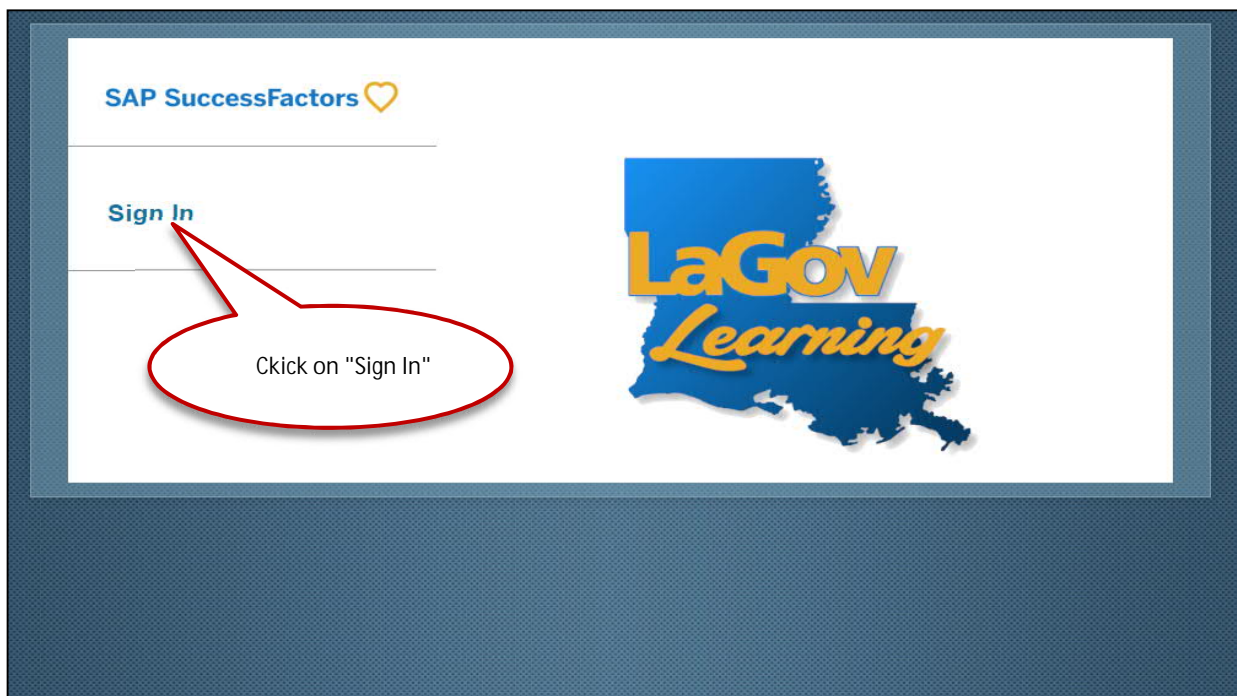 SAP SuccessFactors
Sign In
Ckick on "Sign In"
LaGov
Learning